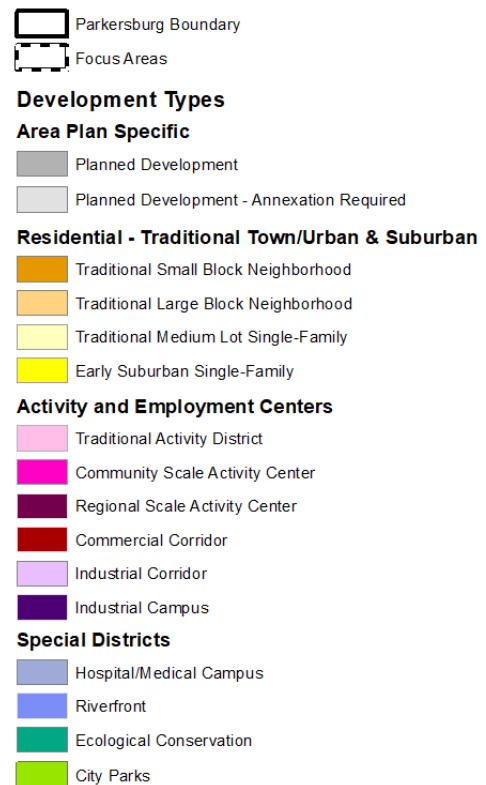 Parkersburg Boundary
Focus Areas
Development Types
Area Plan Specific
Planned Development
Planned Development - Annexation Required
Residential - Traditional Town/Urban & Suburban
Traditional Small Block Neighborhood
Traditional Large Block Neighborhood
Traditional Medium Lot Single-Family
Early Suburban Single-Family
Activity and Employment Centers
Traditional Activity District
Community Scale Activity Center
Regional Scale Activity Center
Commercial Corridor
Industrial Corridor
Industrial Campus
Special Districts
Hospital/Medical Campus
Riverfront
Ecological Conservation
City Parks